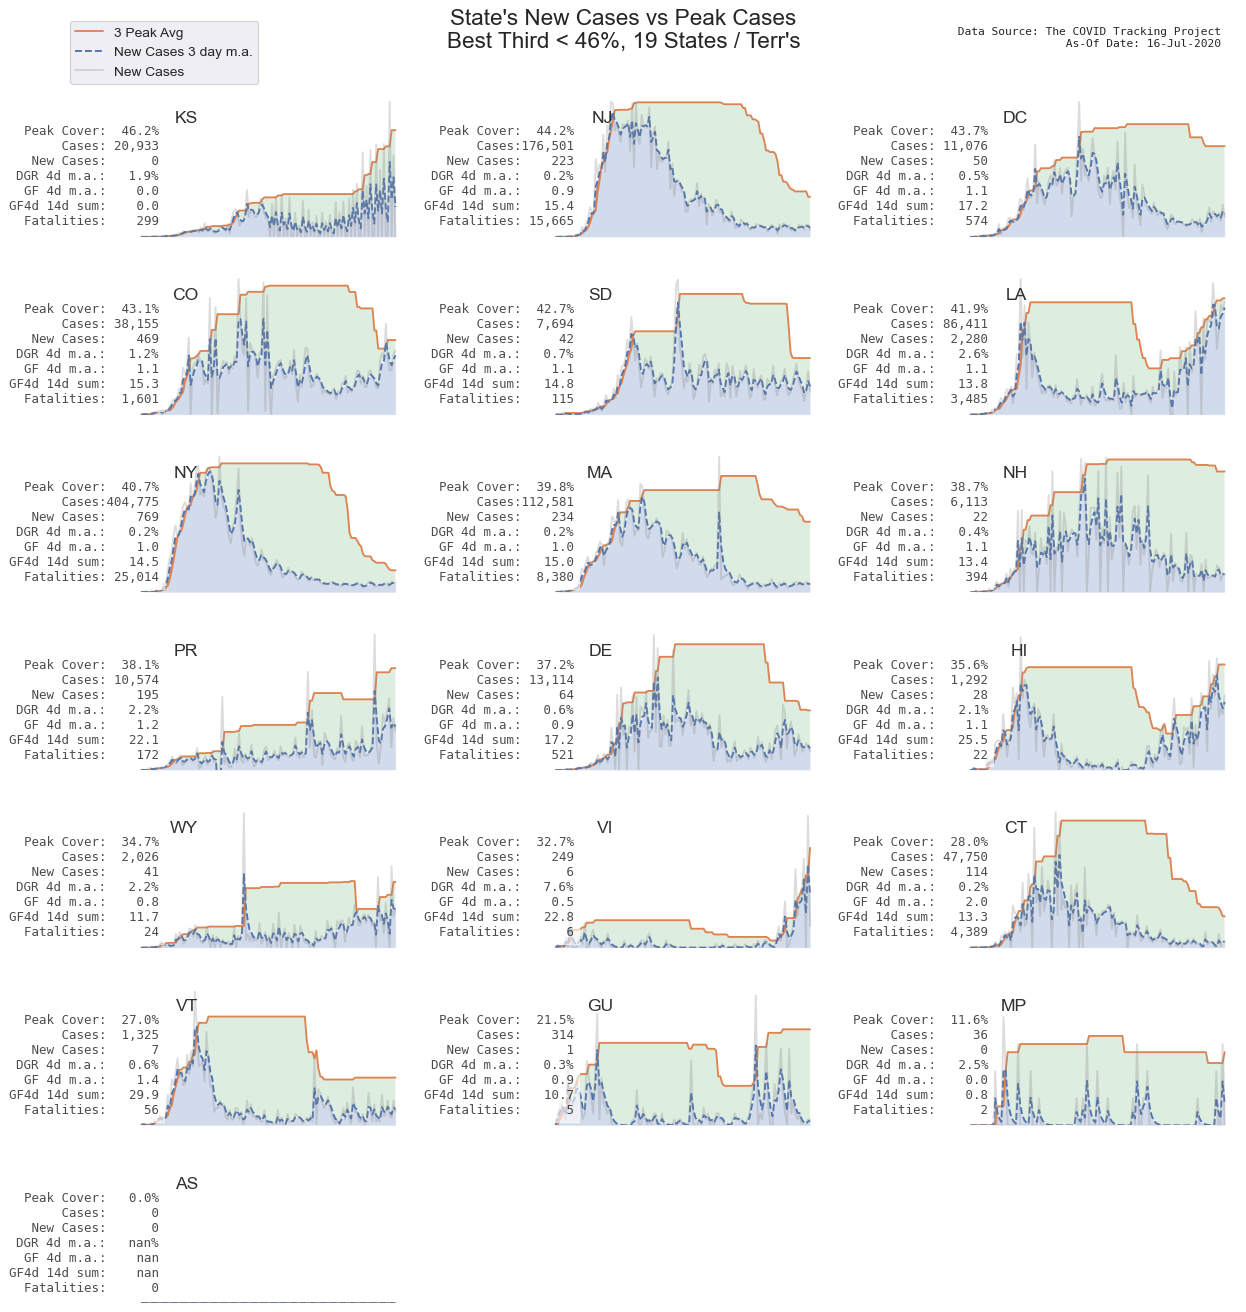 State's New Cases vs Peak Cases
Best Third < 46%, 19 States / Terr's
3 Peak Avg
New Cases 3 day m.a.
New Cases
Data Source: The COVID Tracking Project
As-Of Date: 16-Jul-2020
KS
Peak Cover: 46.2%
Cases: 20,933
New Cases: 0
DGR 4d m.a.: 1.9%
GF 4d m.a.: 0.0
GF4d 14d sum: 0.0
Fatalities: 299
NJ
Peak Cover: 44.2%
Cases:176,501
New Cases: 223
DGR 4d m.a.: 0.2%
GF 4d m.a.: 0.9
GF4d 14d sum: 15.4
Fatalities: 15,665
DC
Peak Cover: 43.7%
Cases: 11,076
New Cases: 50
DGR 4d m.a.: 0.5%
GF 4d m.a.: 1.1
GF4d 14d sum: 17.2
Fatalities: 574
CO
Peak Cover: 43.1%
Cases: 38,155
New Cases: 469
DGR 4d m.a.: 1.2%
GF 4d m.a.: 1.1
GF4d 14d sum: 15.3
Fatalities: 1,601
SD
Peak Cover: 42.7%
Cases: 7,694
New Cases: 42
DGR 4d m.a.: 0.7%
GF 4d m.a.: 1.1
GF4d 14d sum: 14.8
Fatalities: 115
LA
Peak Cover: 41.9%
Cases: 86,411
New Cases: 2,280
DGR 4d m.a.: 2.6%
GF 4d m.a.: 1.1
GF4d 14d sum: 13.8
Fatalities: 3,485
NY
Peak Cover: 40.7%
Cases:404,775
New Cases: 769
DGR 4d m.a.: 0.2%
GF 4d m.a.: 1.0
GF4d 14d sum: 14.5
Fatalities: 25,014
MA
Peak Cover: 39.8%
Cases:112,581
New Cases: 234
DGR 4d m.a.: 0.2%
GF 4d m.a.: 1.0
GF4d 14d sum: 15.0
Fatalities: 8,380
NH
Peak Cover: 38.7%
Cases: 6,113
New Cases: 22
DGR 4d m.a.: 0.4%
GF 4d m.a.: 1.1
GF4d 14d sum: 13.4
Fatalities: 394
PR
Peak Cover: 38.1%
Cases: 10,574
New Cases: 195
DGR 4d m.a.: 2.2%
GF 4d m.a.: 1.2
GF4d 14d sum: 22.1
Fatalities: 172
DE
Peak Cover: 37.2%
Cases: 13,114
New Cases: 64
DGR 4d m.a.: 0.6%
GF 4d m.a.: 0.9
GF4d 14d sum: 17.2
Fatalities: 521
HI
Peak Cover: 35.6%
Cases: 1,292
New Cases: 28
DGR 4d m.a.: 2.1%
GF 4d m.a.: 1.1
GF4d 14d sum: 25.5
Fatalities: 22
WY
Peak Cover: 34.7%
Cases: 2,026
New Cases: 41
DGR 4d m.a.: 2.2%
GF 4d m.a.: 0.8
GF4d 14d sum: 11.7
Fatalities: 24
VI
Peak Cover: 32.7%
Cases: 249
New Cases: 6
DGR 4d m.a.: 7.6%
GF 4d m.a.: 0.5
GF4d 14d sum: 22.8
Fatalities: 6
CT
Peak Cover: 28.0%
Cases: 47,750
New Cases: 114
DGR 4d m.a.: 0.2%
GF 4d m.a.: 2.0
GF4d 14d sum: 13.3
Fatalities: 4,389
VT
Peak Cover: 27.0%
Cases: 1,325
New Cases: 7
DGR 4d m.a.: 0.6%
GF 4d m.a.: 1.4
GF4d 14d sum: 29.9
Fatalities: 56
GU
Peak Cover: 21.5%
Cases: 314
New Cases: 1
DGR 4d m.a.: 0.3%
GF 4d m.a.: 0.9
GF4d 14d sum: 10.7
Fatalities: 5
MP
Peak Cover: 11.6%
Cases: 36
New Cases: 0
DGR 4d m.a.: 2.5%
GF 4d m.a.: 0.0
GF4d 14d sum: 0.8
Fatalities: 2
AS
Peak Cover: 0.0%
Cases: 0
New Cases: 0
DGR 4d m.a.: nan%
GF 4d m.a.: nan
GF4d 14d sum: nan
Fatalities: 0